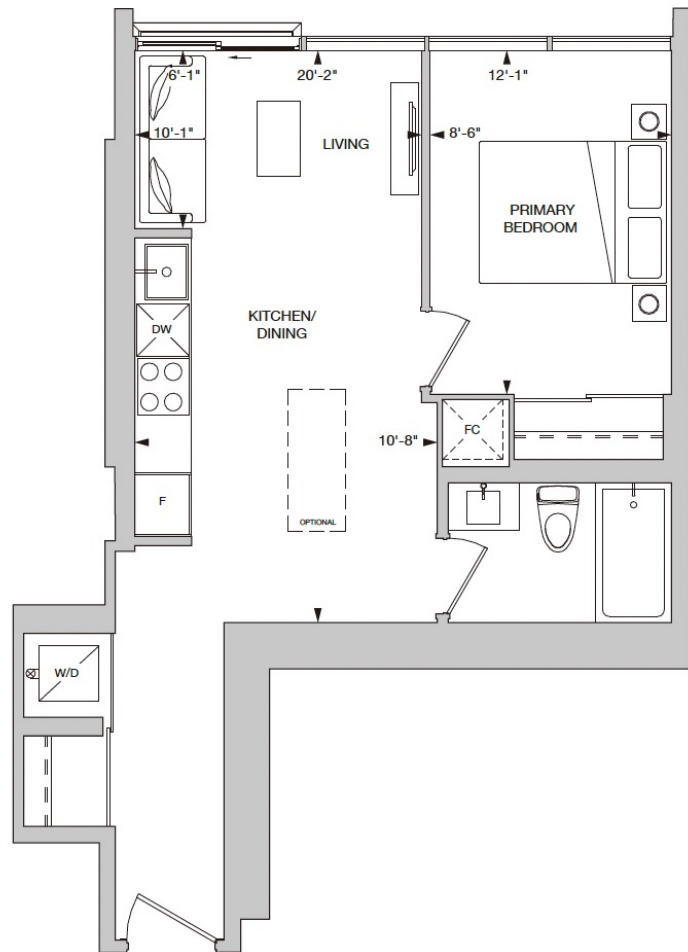 6'-1"
20'-2"
12'-1"
10'-1"
LIVING
8'-6"
PRIMARY
BEDROOM
KITCHEN/
DINING
DW
10'-8"
FC
F
OPTIONAL
W/D